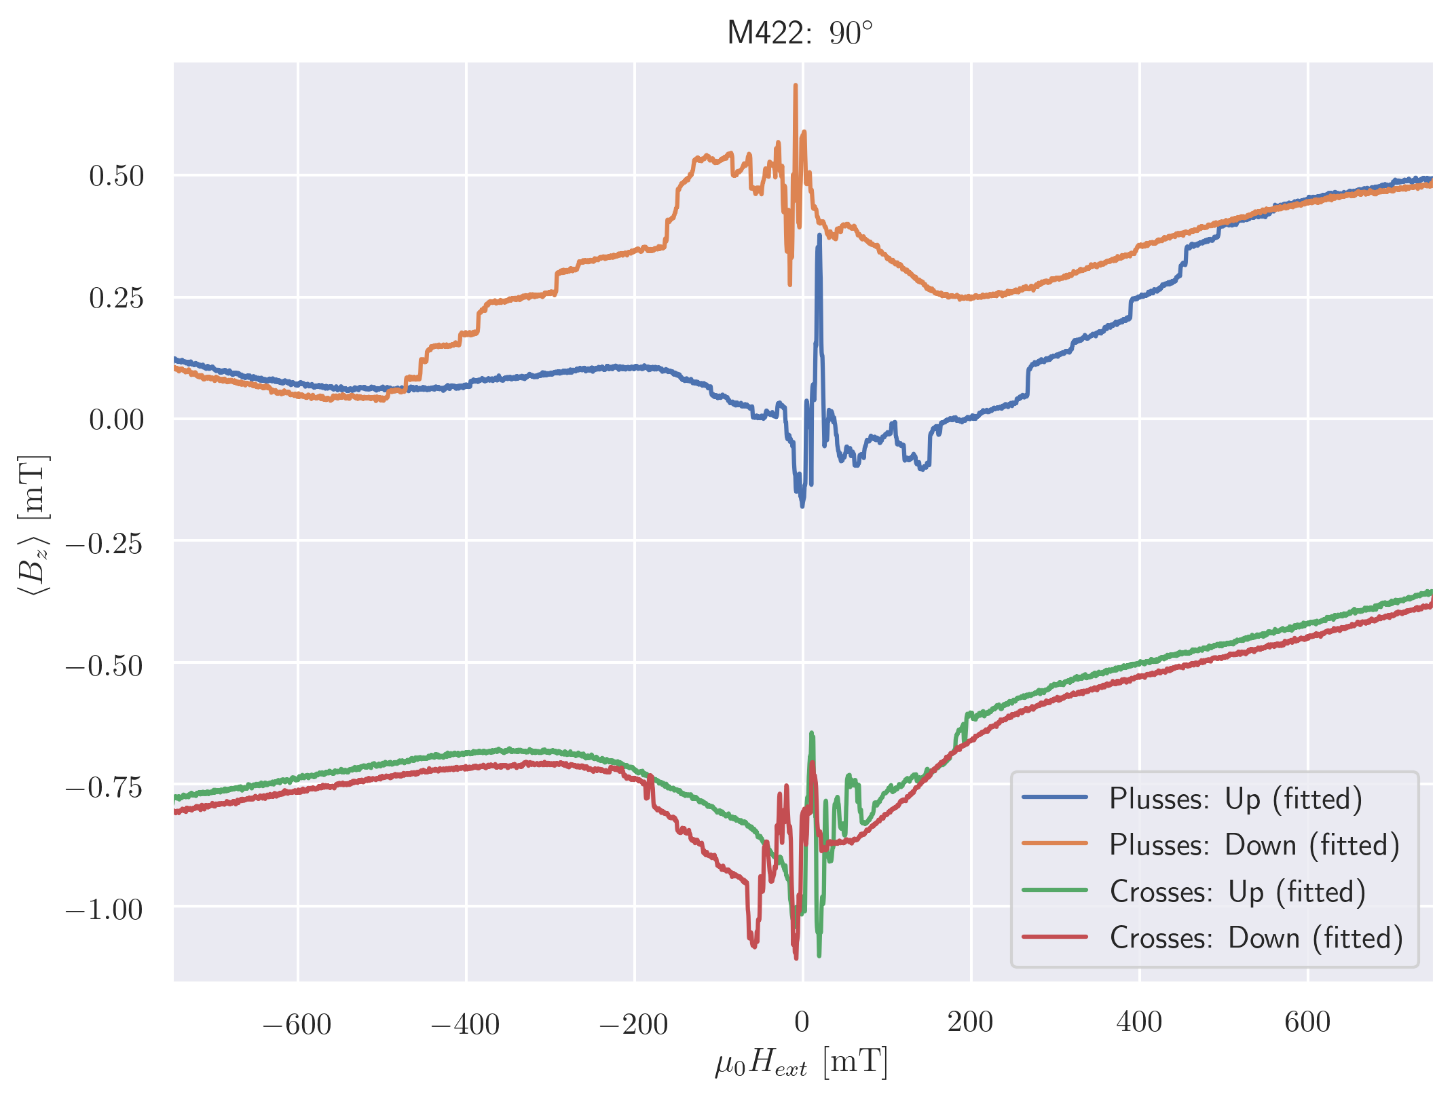 M422: 90°
0.50
0.25
0.00
−0.25
−0.50
−0.75
−1.00
⟨B_z⟩ [mT]
Plusses: Up (fitted)
Plusses: Down (fitted)
Crosses: Up (fitted)
Crosses: Down (fitted)
−600 −400 −200 0 200 400 600
μ₀H_ext [mT]